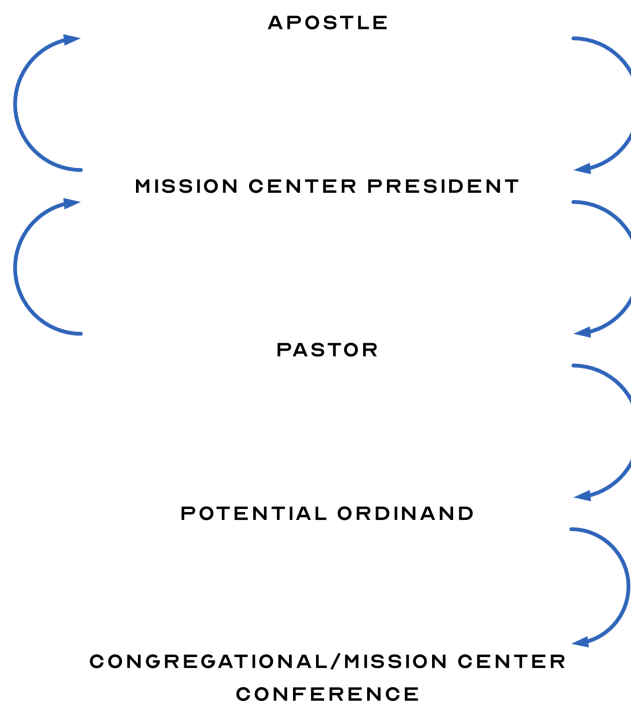 APOSTLE
MISSION CENTER PRESIDENT
PASTOR
POTENTIAL ORDINAND
CONGREGATIONAL/MISSION CENTER
CONFERENCE